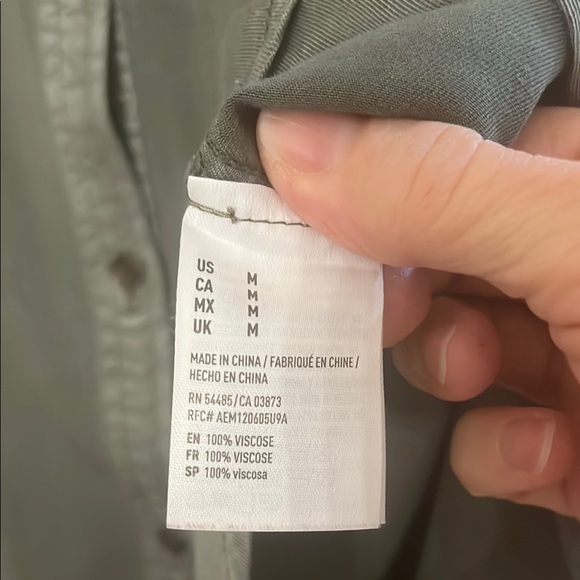 US M
CA M
MX M
UK M
MADE IN CHINA / FABRIQUÉ EN CHINE /
HECHO EN CHINA
RN 54485/CA 03873
RFC# AEM120605U9A
EN 100% VISCOSE
FR 100% VISCOSE
SP 100% viscosa